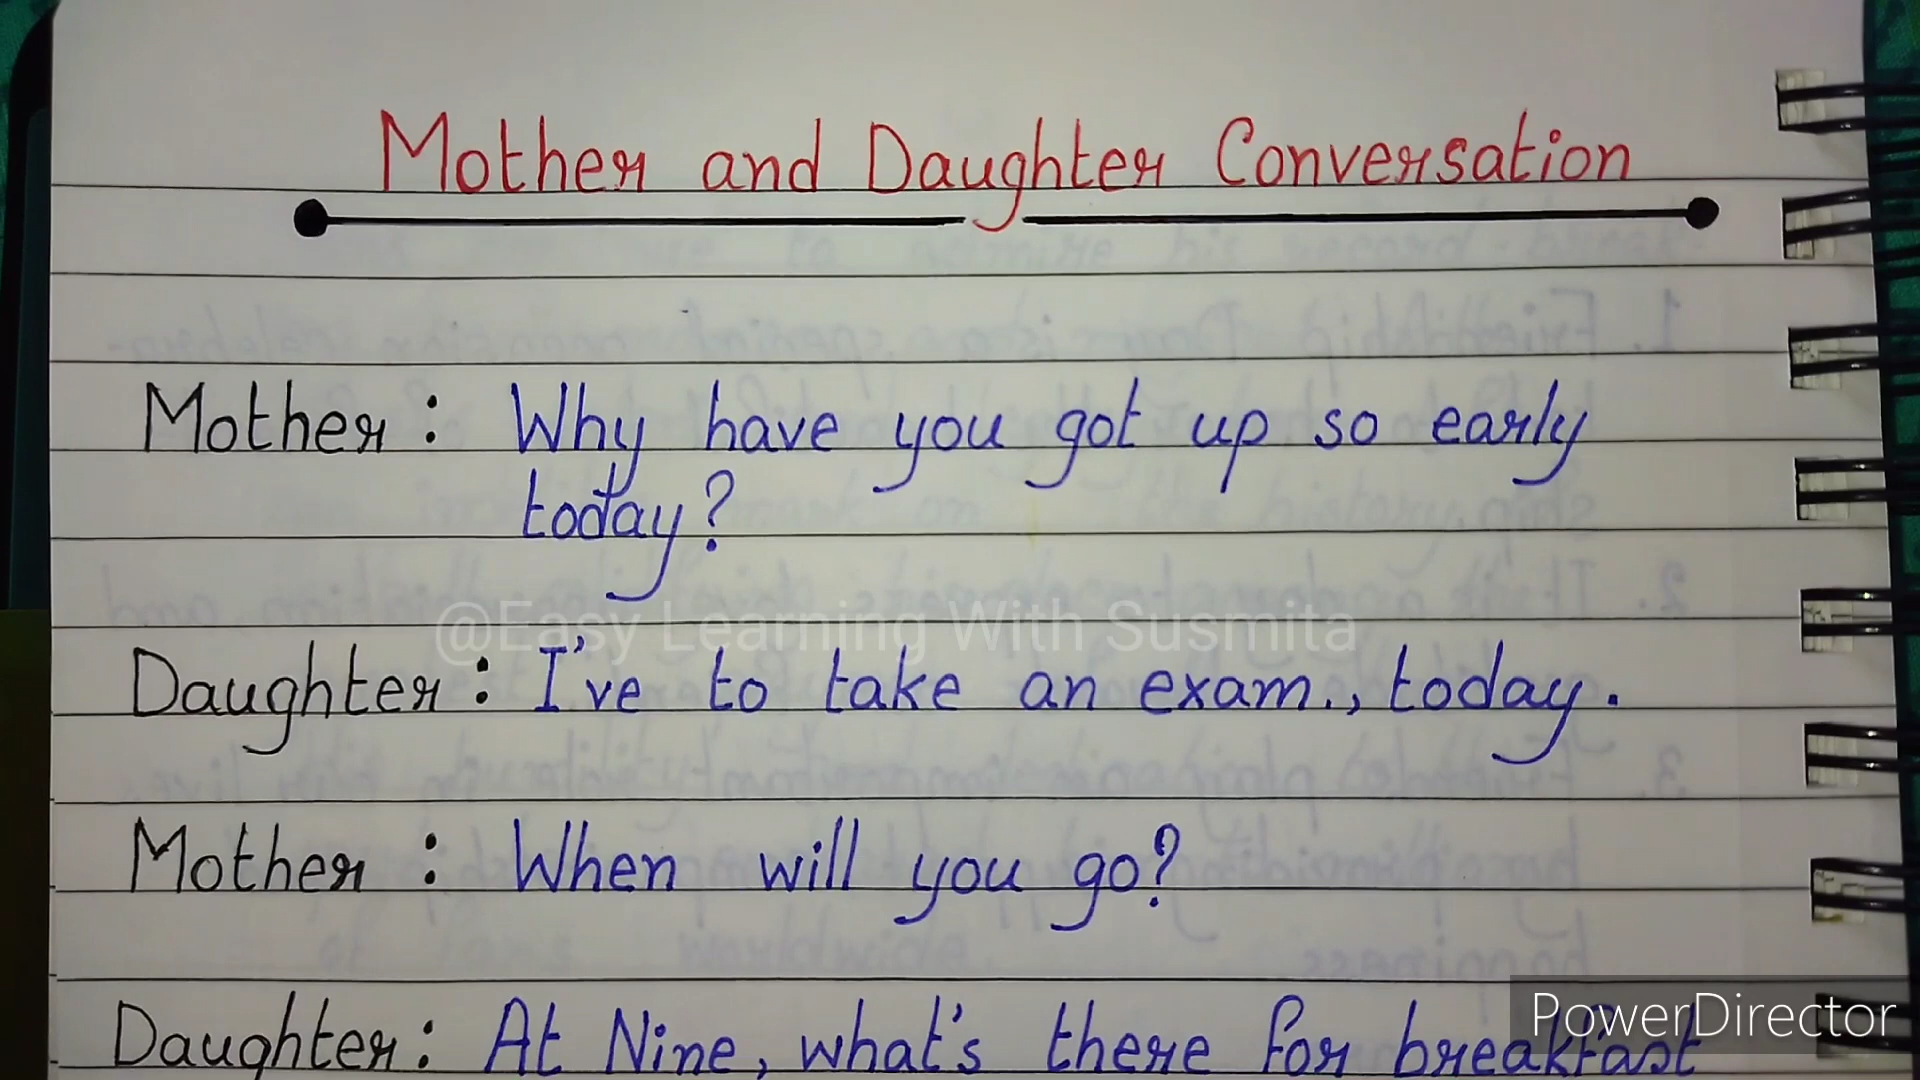 Mother and Daughter Conversation
Mother : Why have you got up so early
today?
@Easy Learning With Susmita
Daughter : I've to take an exam., today.
Mother : When will you go?
Daughter : At Nine, what's there for breakfast
PowerDirector